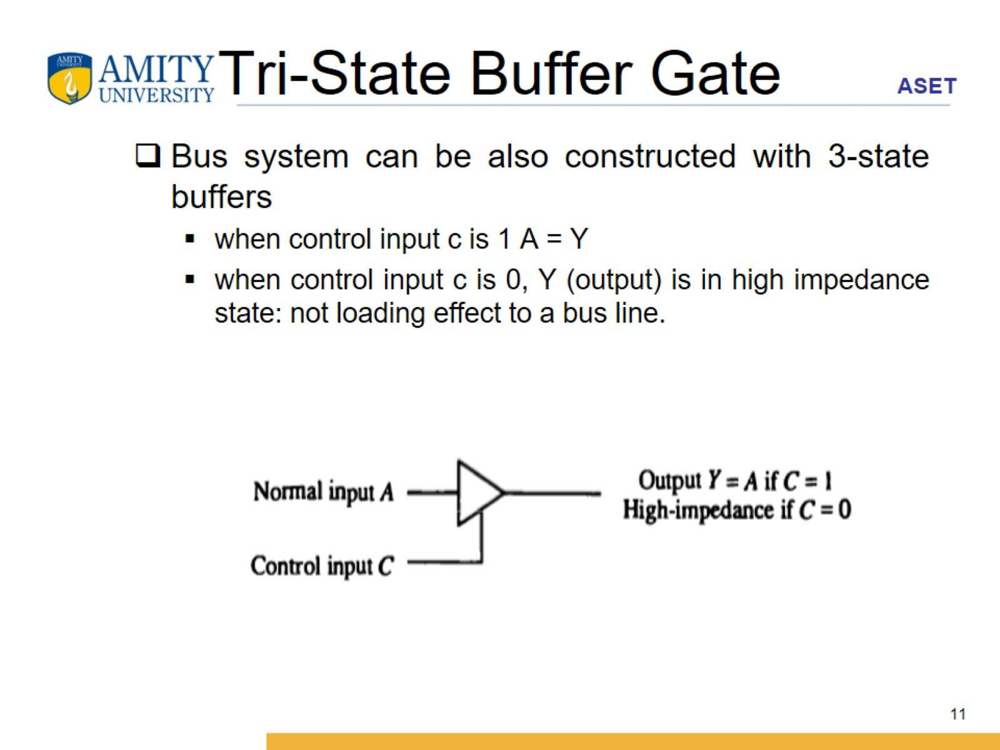 AMITY
UNIVERSITY
AMITY
UNIVERSITY
Tri-State Buffer Gate
ASET
Bus system can be also constructed with 3-state
buffers
when control input c is 1 A = Y
when control input c is 0, Y (output) is in high impedance
state: not loading effect to a bus line.
Normal input A
Output Y = A if C = 1
High-impedance if C = 0
Control input C
11